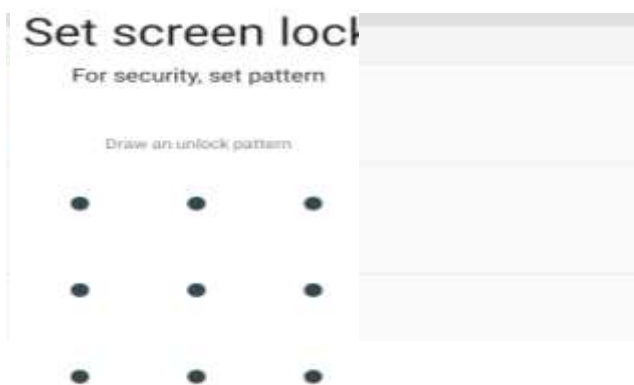 Set screen lock
For security, set pattern
Draw an unlock pattern